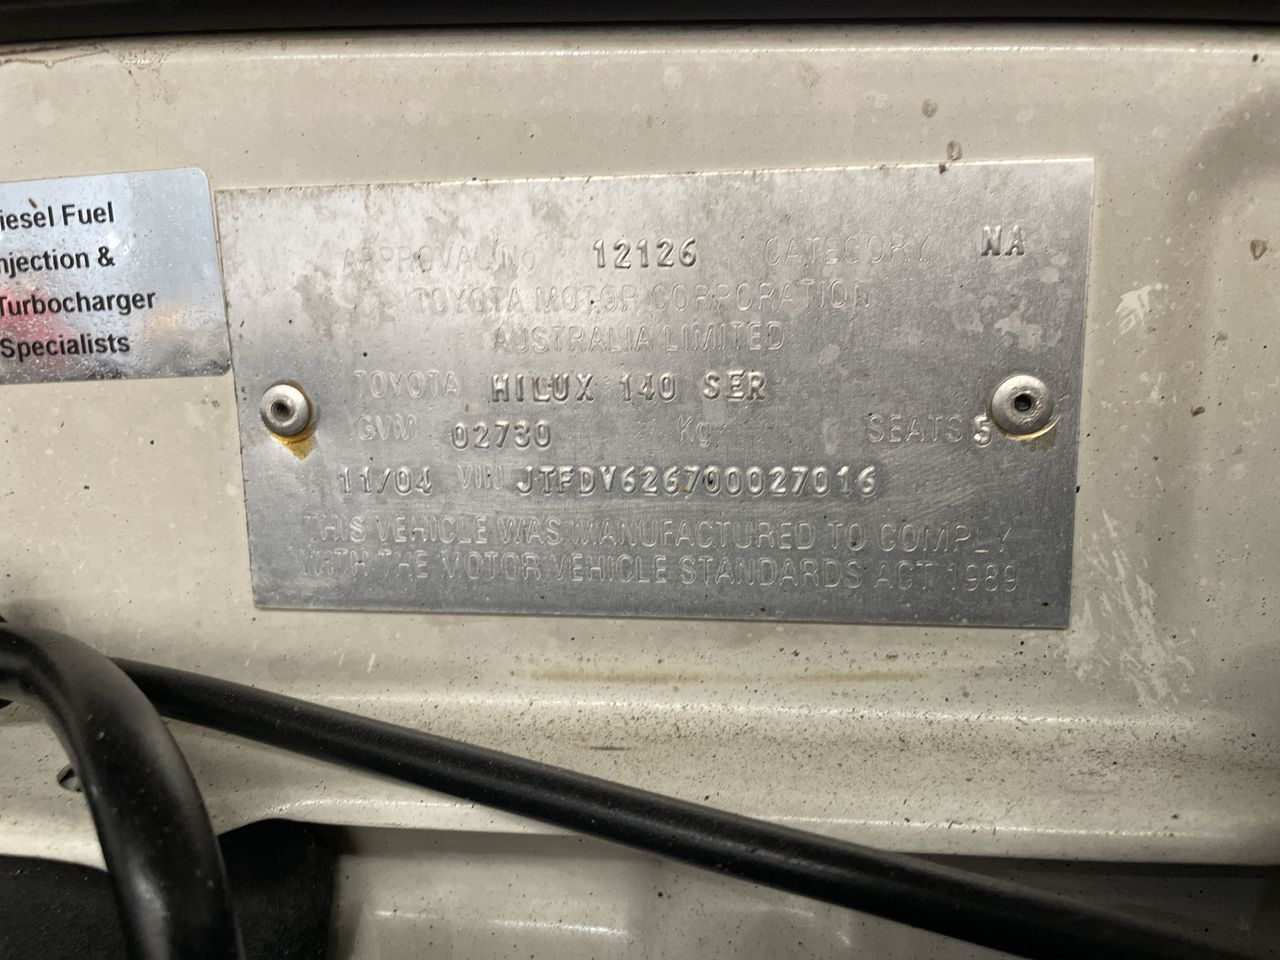 iesel Fuel
njection &
Turbocharger
Specialists
APPROVAL No 12126 CATEGORY NA
TOYOTA MOTOR CORPORATION
AUSTRALIA LIMITED
TOYOTA HILUX 140 SER
GVM 02730 Kg SEATS 5
11/04 VIN JTFDV626700027016
THIS VEHICLE WAS MANUFACTURED TO COMPLY
WITH THE MOTOR VEHICLE STANDARDS ACT 1989